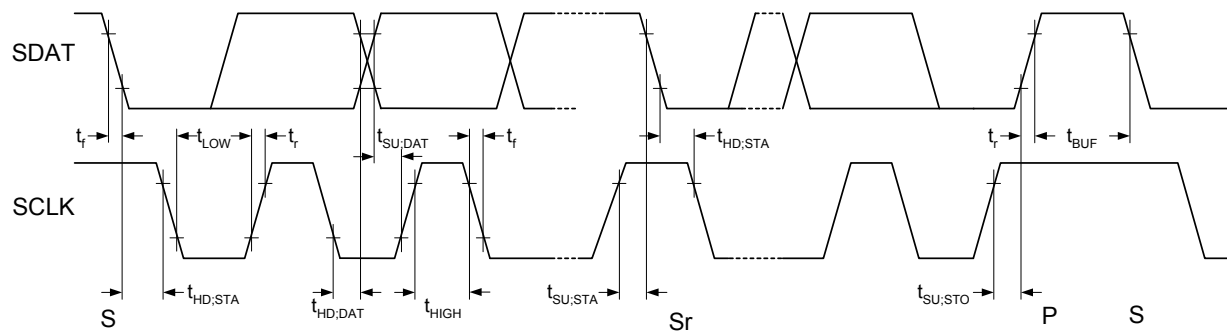 SDAT
t_f t_LOW t_r t_SU;DAT t_f t_HD;STA t_r t_BUF
SCLK
t_HD;STA t_HD;DAT t_HIGH t_SU;STA t_SU;STO
S Sr P S